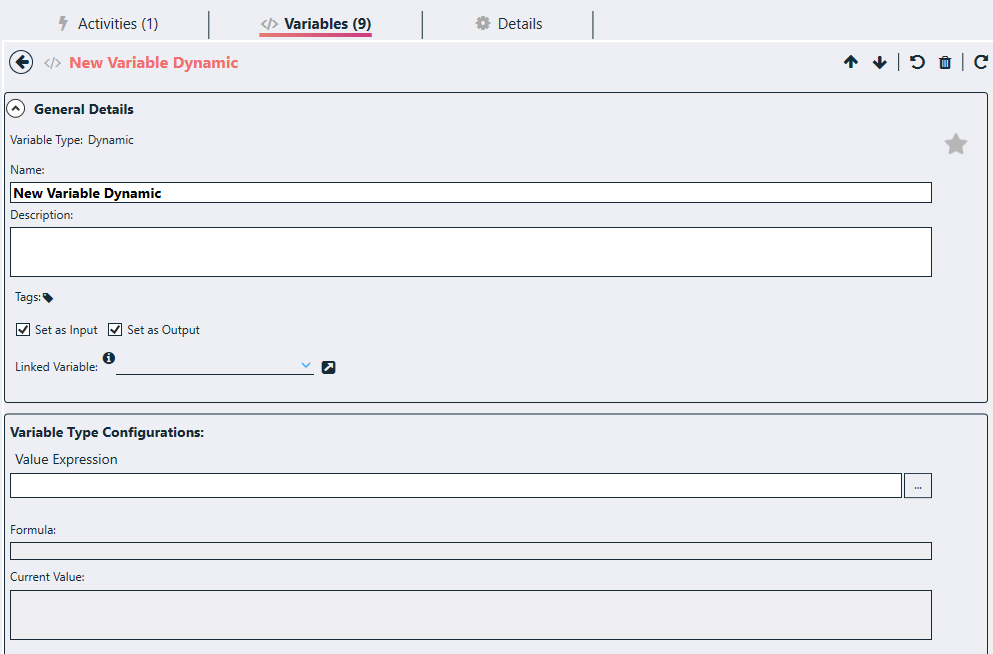 Activities (1) </> Variables (9) Details
</> New Variable Dynamic
General Details
Variable Type: Dynamic
Name:
New Variable Dynamic
Description:
Tags:
Set as Input Set as Output
Linked Variable:
Variable Type Configurations:
Value Expression
...
Formula:
Current Value: